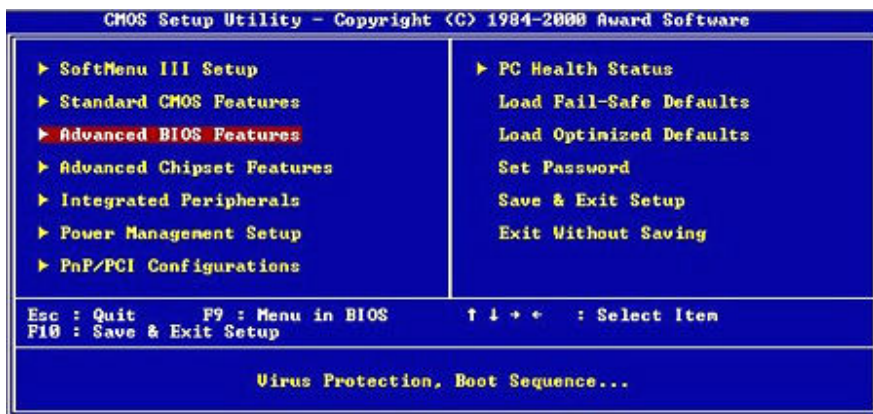 CMOS Setup Utility - Copyright (C) 1984-2000 Award Software
► SoftMenu III Setup
► Standard CMOS Features
► Advanced BIOS Features
► Advanced Chipset Features
► Integrated Peripherals
► Power Management Setup
► PnP/PCI Configurations
► PC Health Status
Load Fail-Safe Defaults
Load Optimized Defaults
Set Password
Save & Exit Setup
Exit Without Saving
Esc : Quit F9 : Menu in BIOS ↑ ↓ → ← : Select Item
F10 : Save & Exit Setup
Virus Protection, Boot Sequence...